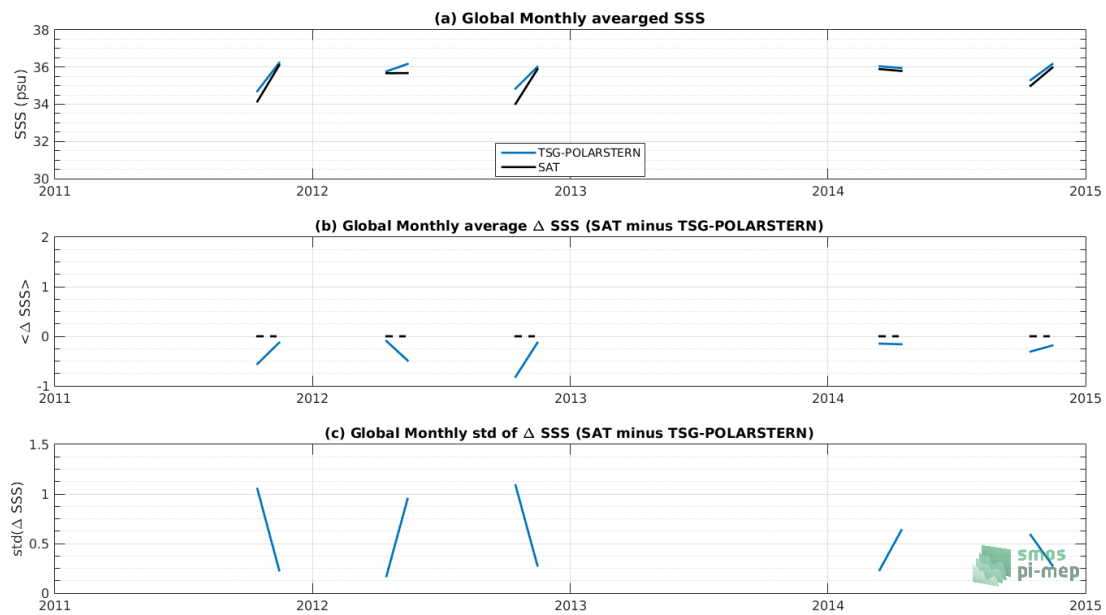 (a) Global Monthly avearged SSS
SSS (psu)
38
36
34
32
30
TSG-POLARSTERN
SAT
2011 2012 2013 2014 2015
(b) Global Monthly average Δ SSS (SAT minus TSG-POLARSTERN)
<Δ SSS>
2
1
0
-1
2011 2012 2013 2014 2015
(c) Global Monthly std of Δ SSS (SAT minus TSG-POLARSTERN)
std(Δ SSS)
1.5
1
0.5
0
smos
pi-mep
2011 2012 2013 2014 2015